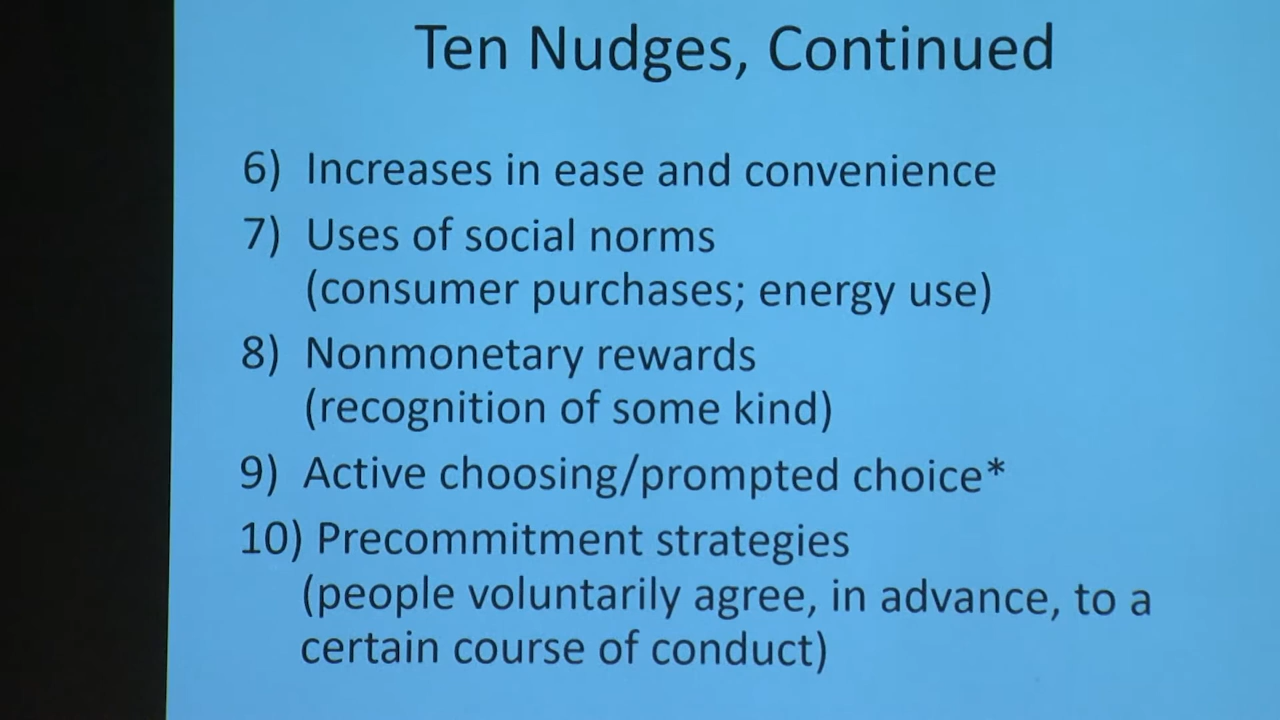 Ten Nudges, Continued
6) Increases in ease and convenience
7) Uses of social norms
(consumer purchases; energy use)
8) Nonmonetary rewards
(recognition of some kind)
9) Active choosing/prompted choice*
10) Precommitment strategies
(people voluntarily agree, in advance, to a
certain course of conduct)